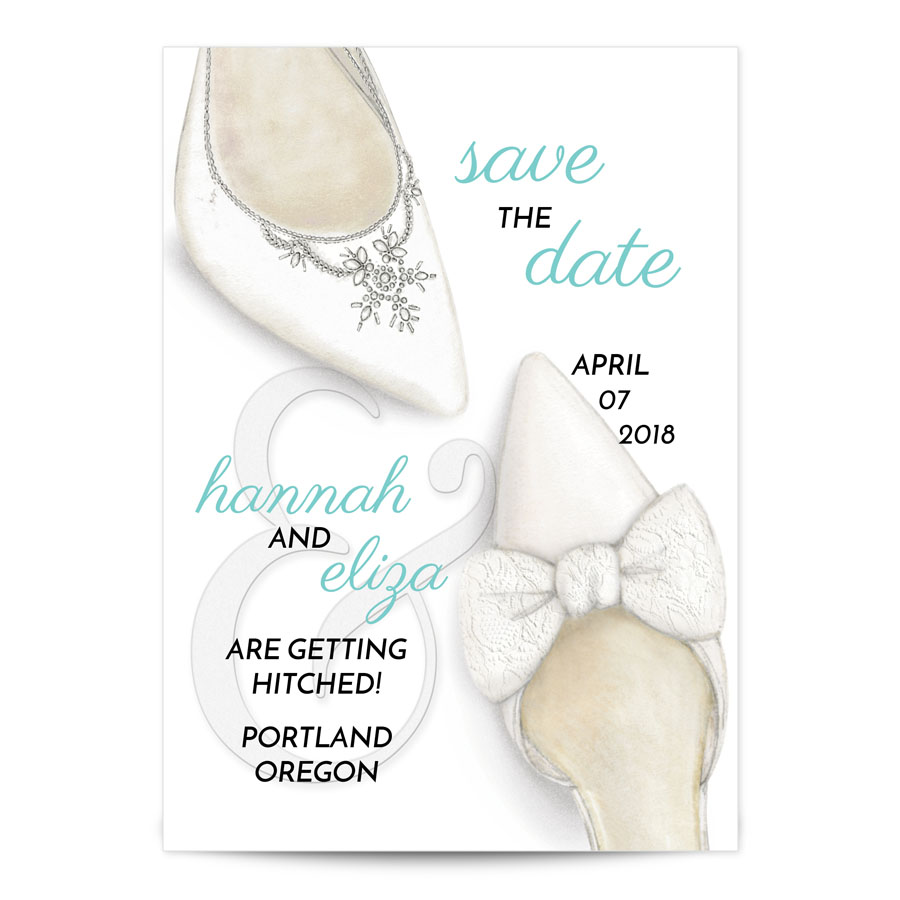 save
THE
date
APRIL
07
2018
hannah
AND
eliza
ARE GETTING
HITCHED!
PORTLAND
OREGON
&